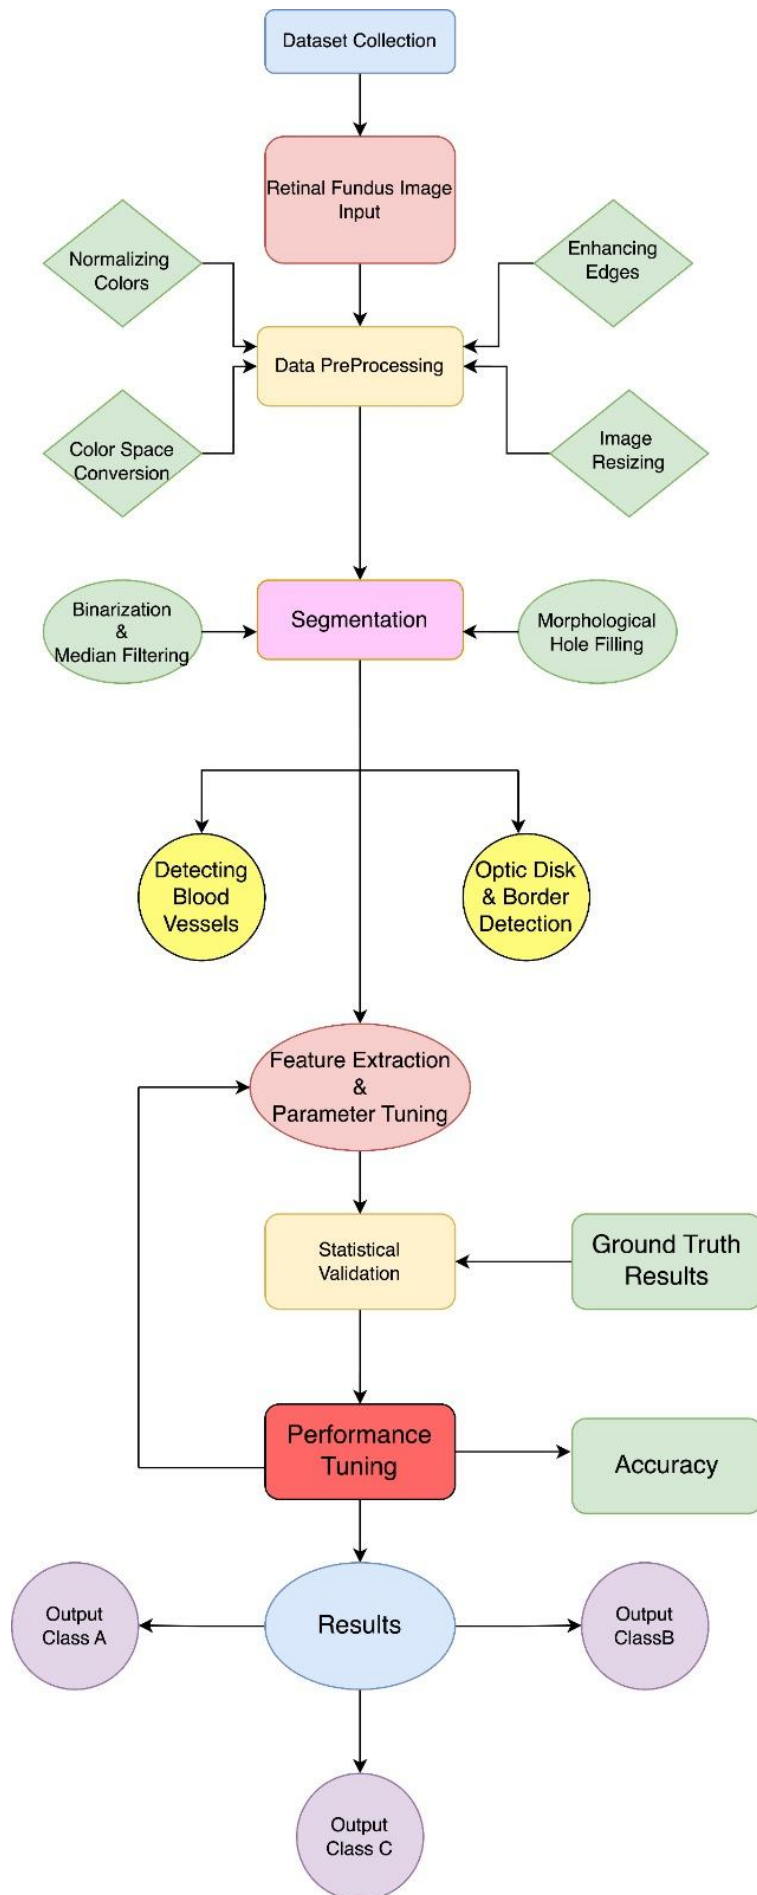 Dataset Collection
Retinal Fundus Image
Input
Normalizing
Colors
Enhancing
Edges
Data PreProcessing
Color Space
Conversion
Image
Resizing
Binarization
&
Median Filtering
Segmentation
Morphological
Hole Filling
Detecting
Blood
Vessels
Optic Disk
& Border
Detection
Feature Extraction
&
Parameter Tuning
Statistical
Validation
Ground Truth
Results
Performance
Tuning
Accuracy
Output
Class A
Results
Output
ClassB
Output
Class C